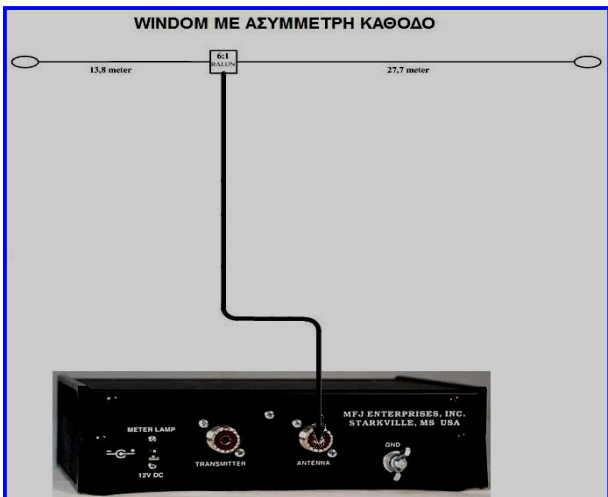 WINDOM ΜΕ ΑΣΥΜΜΕΤΡΗ ΚΑΘΟΔΟ
6:1
BALUN
13,8 meter
27,7 meter
MFJ ENTERPRISES, INC.
STARKVILLE, MS USA
METER LAMP
GND
TRANSMITTER
ANTENNA
12V DC